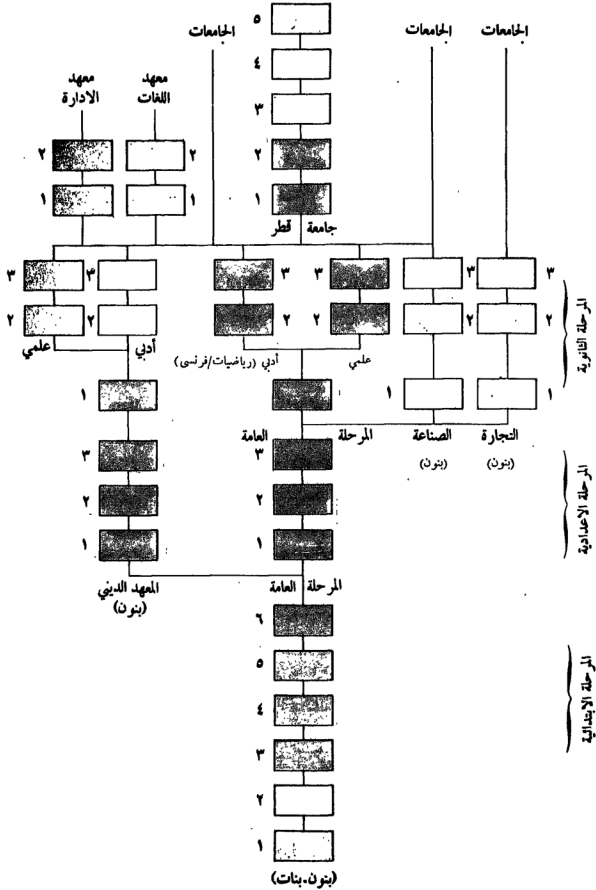 ٥
الجامعات
الجامعات
الجامعات
٤
معهد
الادارة
معهد
اللغات
٣
٢
٢
٢
١
١
١
جامعة قطر
٣
٣
٣
٣
٣
٤
٣
٢
٢
٢
٢
٢
٢
المرحلة الثانوية
علمي
أدبي (رياضيات/فرنسى)
أدبي
علمي
١
١
١
التجارة
(بنون)
الصناعة
(بنون)
المرحلة العامة
٣
٣
٢
٢
المرحلة الاعدادية
١
١
المرحلة العامة
المعهد الديني
(بنون)
٦
٥
٤
المرحلة الابتدائية
٣
٢
١
(بنون.بنات)